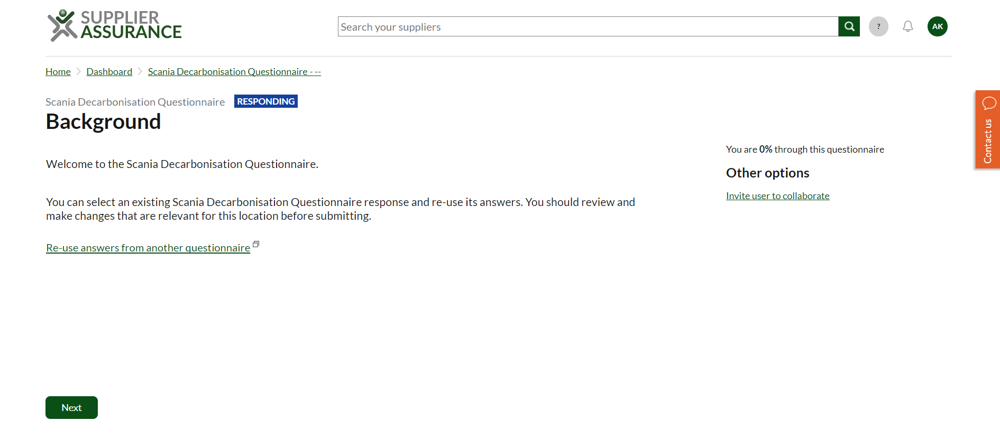 SUPPLIER
ASSURANCE
Search your suppliers
?
AK
Home
Dashboard
Scania Decarbonisation Questionnaire - --
Scania Decarbonisation Questionnaire
RESPONDING
Background
Welcome to the Scania Decarbonisation Questionnaire.
You can select an existing Scania Decarbonisation Questionnaire response and re-use its answers. You should review and
make changes that are relevant for this location before submitting.
Re-use answers from another questionnaire
Next
You are 0% through this questionnaire
Other options
Invite user to collaborate
Contact us